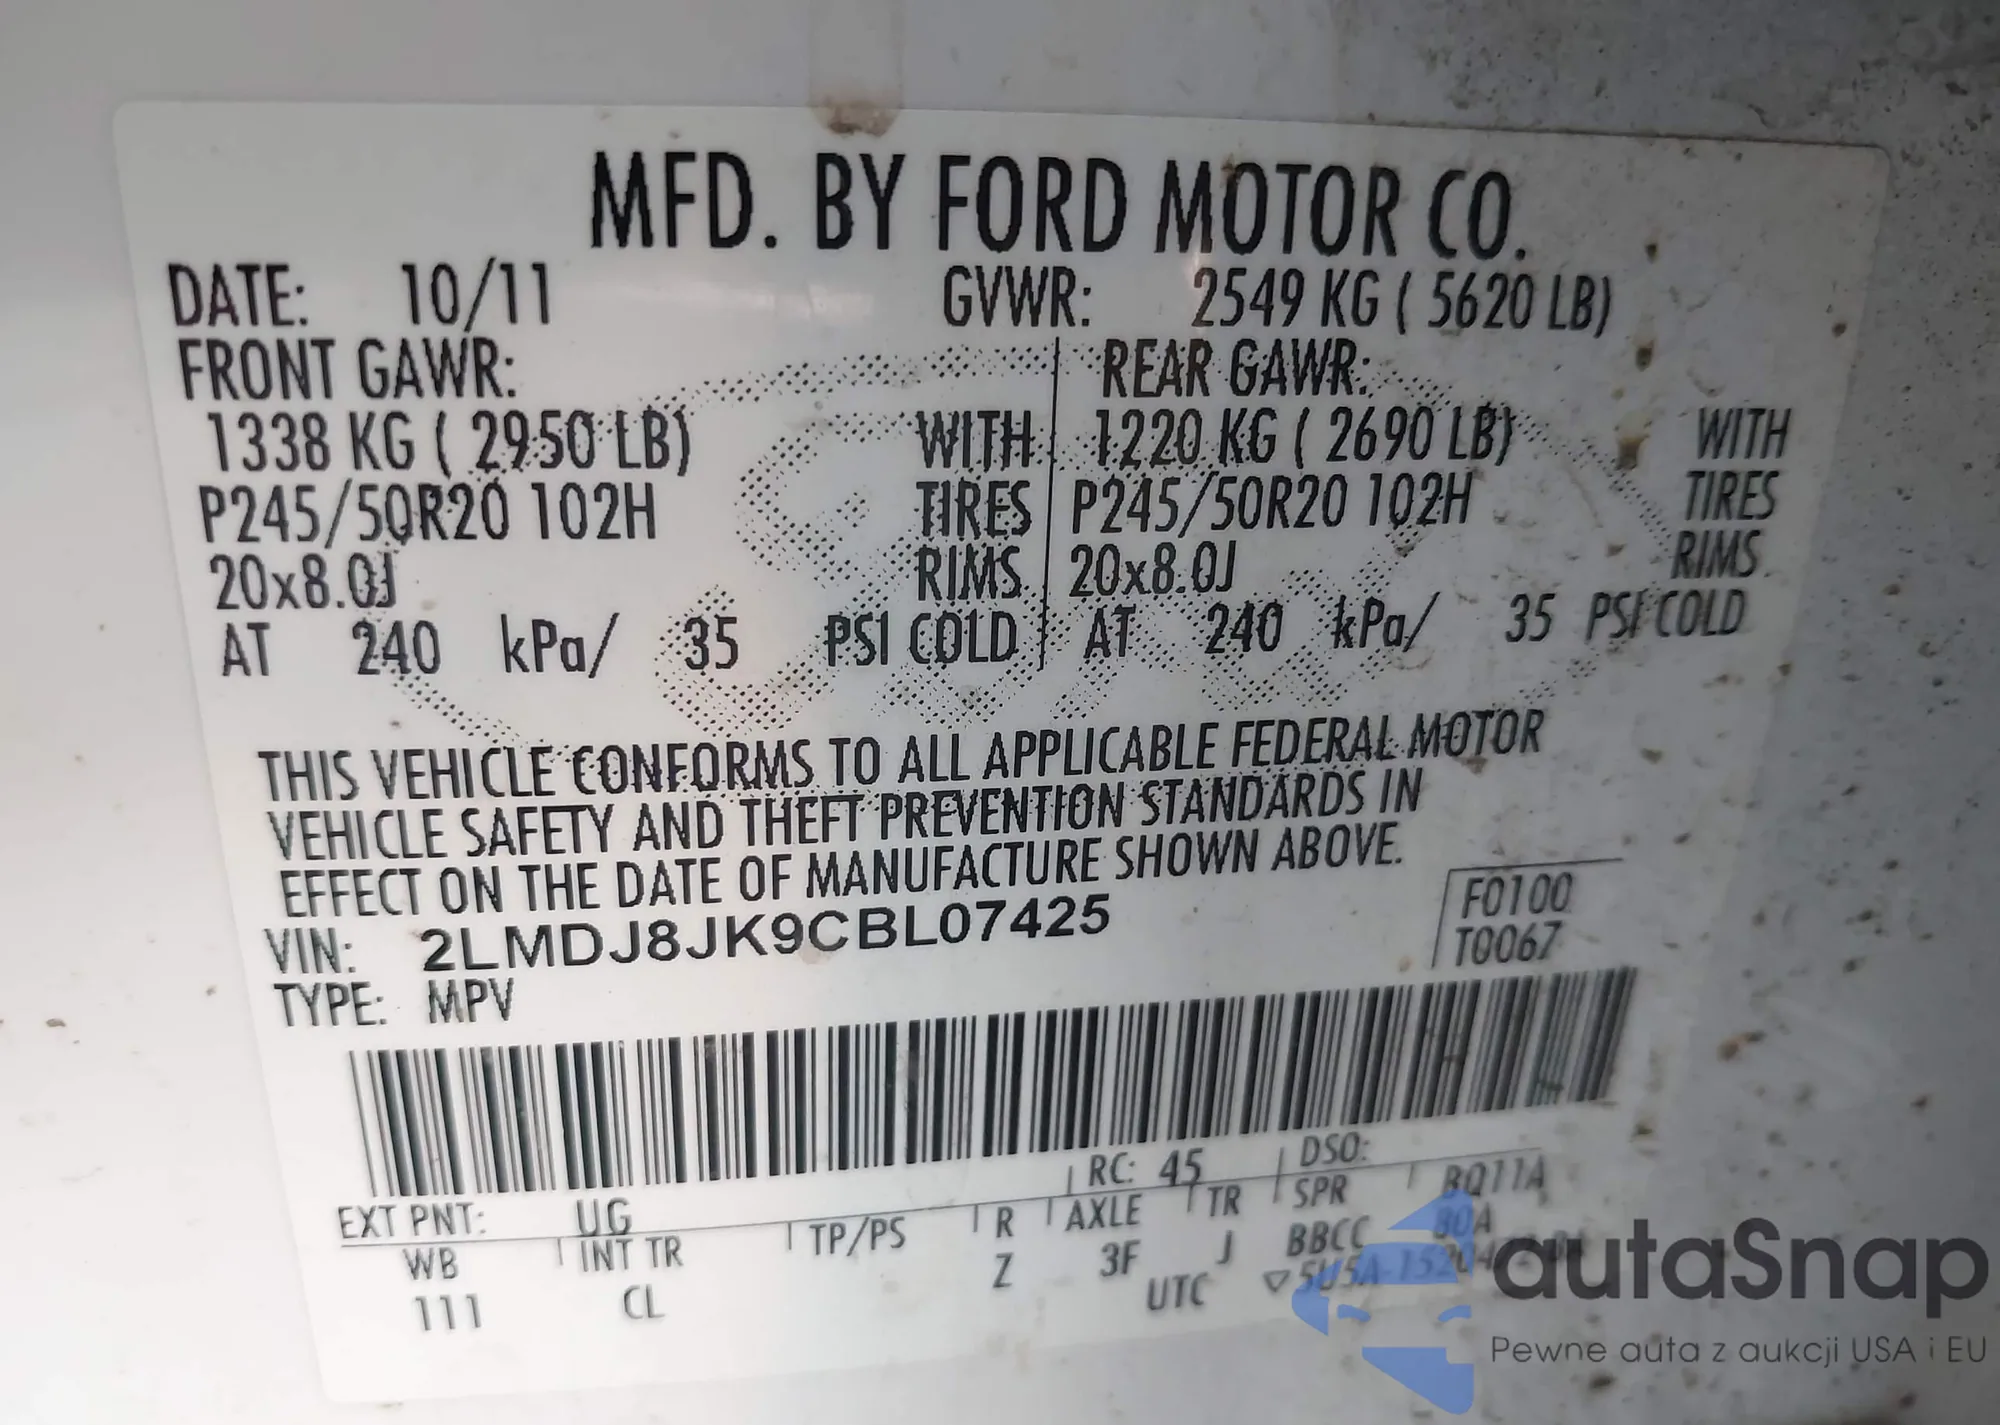 MFD. BY FORD MOTOR CO.
DATE: 10/11 GVWR: 2549 KG ( 5620 LB)
FRONT GAWR: REAR GAWR:
1338 KG ( 2950 LB) WITH 1220 KG ( 2690 LB) WITH
P245/50R20 102H TIRES P245/50R20 102H TIRES
20x8.0J RIMS 20x8.0J RIMS
AT 240 kPa/ 35 PSI COLD AT 240 kPa/ 35 PSI COLD
THIS VEHICLE CONFORMS TO ALL APPLICABLE FEDERAL MOTOR
VEHICLE SAFETY AND THEFT PREVENTION STANDARDS IN
EFFECT ON THE DATE OF MANUFACTURE SHOWN ABOVE.
F0100
VIN: 2LMDJ8JK9CBL07425
T0067
TYPE: MPV
RC: 45 DSO:
EXT PNT: UG
WB INT TR TP/PS R AXLE TR SPR BQ11A
111 CL Z 3F J BBCC 80A
UTC
autaSnap
Pewne auta z aukcji USA i EU